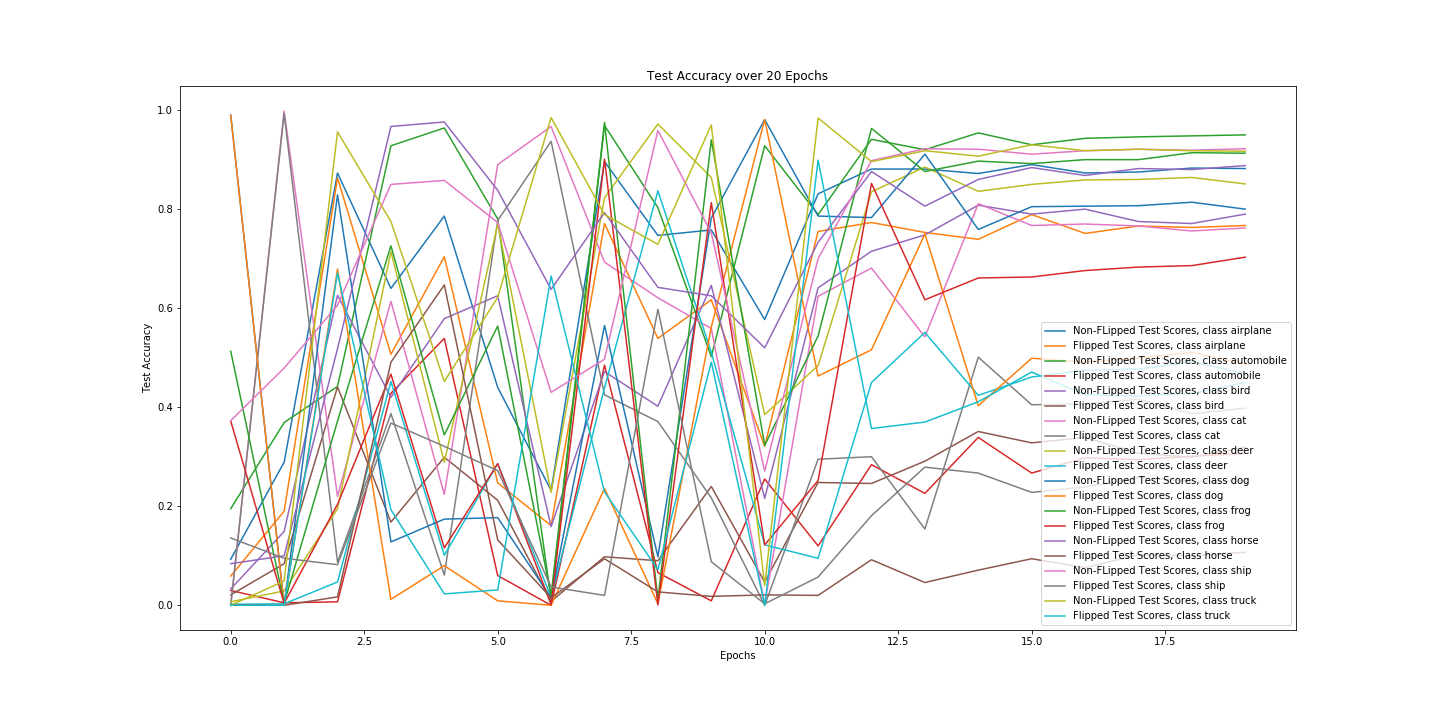 Test Accuracy over 20 Epochs
1.0
0.8
0.6
0.4
0.2
0.0
Test Accuracy
Non-FLipped Test Scores, class airplane
Flipped Test Scores, class airplane
Non-FLipped Test Scores, class automobile
Flipped Test Scores, class automobile
Non-FLipped Test Scores, class bird
Flipped Test Scores, class bird
Non-FLipped Test Scores, class cat
Flipped Test Scores, class cat
Non-FLipped Test Scores, class deer
Flipped Test Scores, class deer
Non-FLipped Test Scores, class dog
Flipped Test Scores, class dog
Non-FLipped Test Scores, class frog
Flipped Test Scores, class frog
Non-FLipped Test Scores, class horse
Flipped Test Scores, class horse
Non-FLipped Test Scores, class ship
Flipped Test Scores, class ship
Non-FLipped Test Scores, class truck
Flipped Test Scores, class truck
0.0 2.5 5.0 7.5 10.0 12.5 15.0 17.5
Epochs